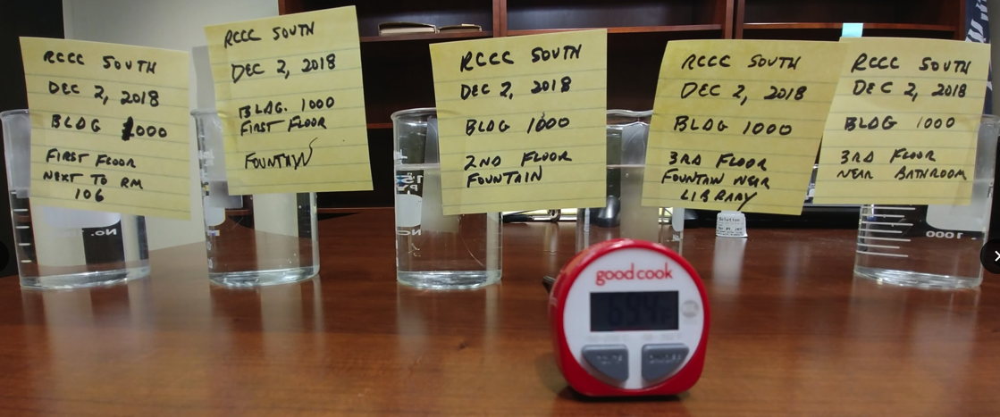 RCCC SOUTH
DEC 2, 2018
BLDG 1000
FIRST FLOOR
NEXT TO RM
106
RCCC SOUTH
DEC 2, 2018
BLDG. 1000
FIRST FLOOR
FOUNTAIN
RCCC SOUTH
DEC 2, 2018
BLDG 1000
2ND FLOOR
FOUNTAIN
RCCC SOUTH
DEC 2, 2018
BLDG 1000
3RD FLOOR
FOUNTAIN NEAR
LIBRARY
RCCC SOUTH
DEC 2, 2018
BLDG 1000
3RD FLOOR
NEAR BATHROOM
No.
1000
Solution
good cook